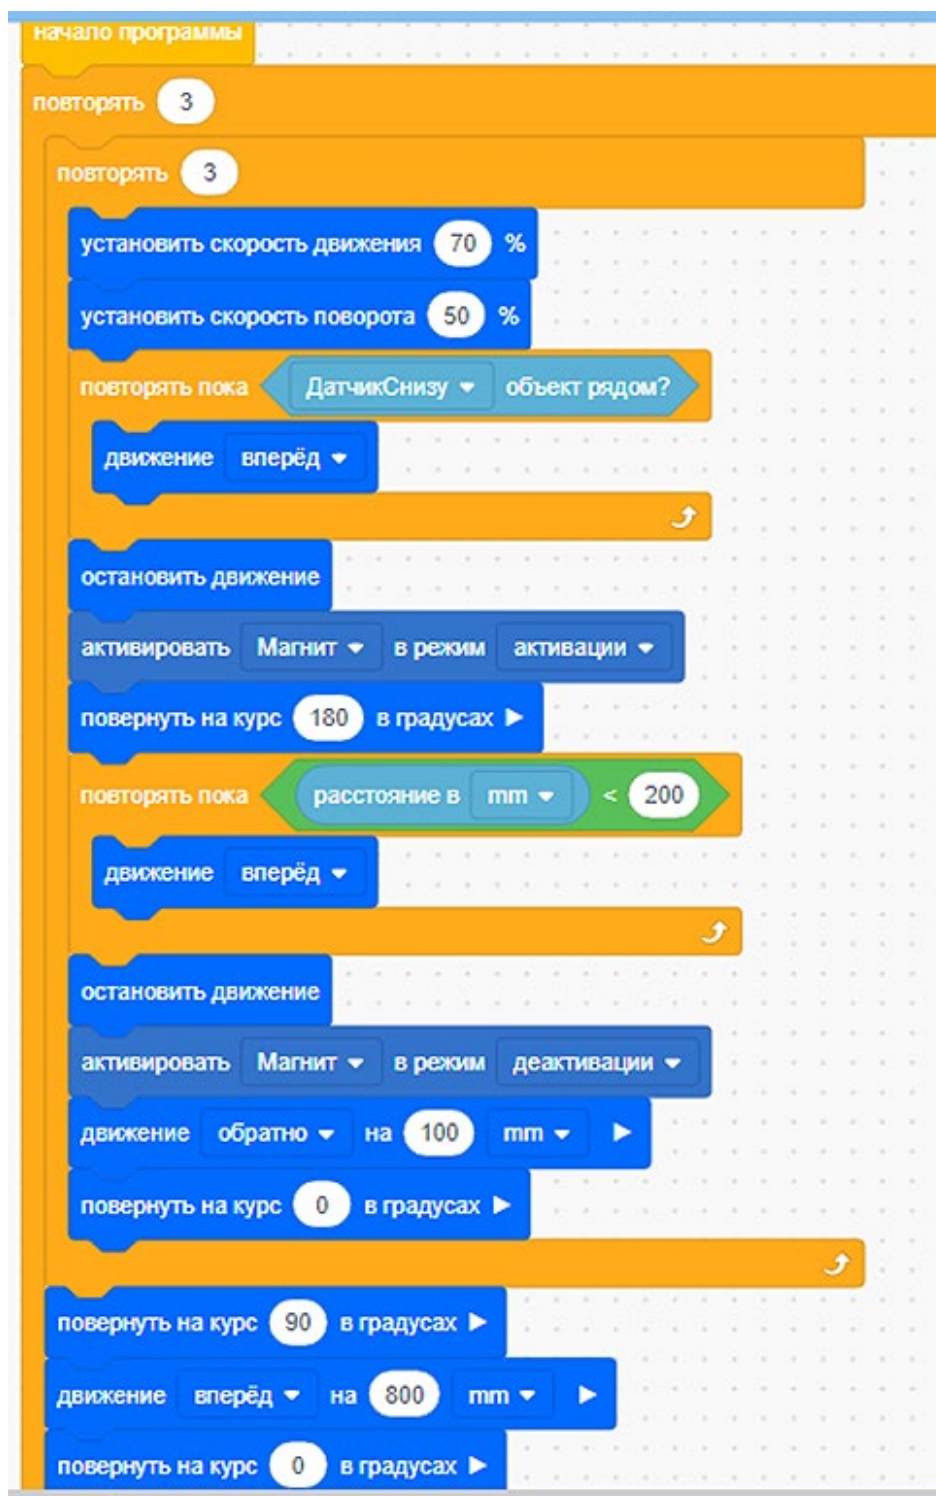 начало программы
повторять 3
повторять 3
установить скорость движения 70 %
установить скорость поворота 50 %
повторять пока ДатчикСнизу объект рядом?
движение вперёд
остановить движение
активировать Магнит в режим активации
повернуть на курс 180 в градусах
повторять пока расстояние в mm < 200
движение вперёд
остановить движение
активировать Магнит в режим деактивации
движение обратно на 100 mm
повернуть на курс 0 в градусах
повернуть на курс 90 в градусах
движение вперёд на 800 mm
повернуть на курс 0 в градусах